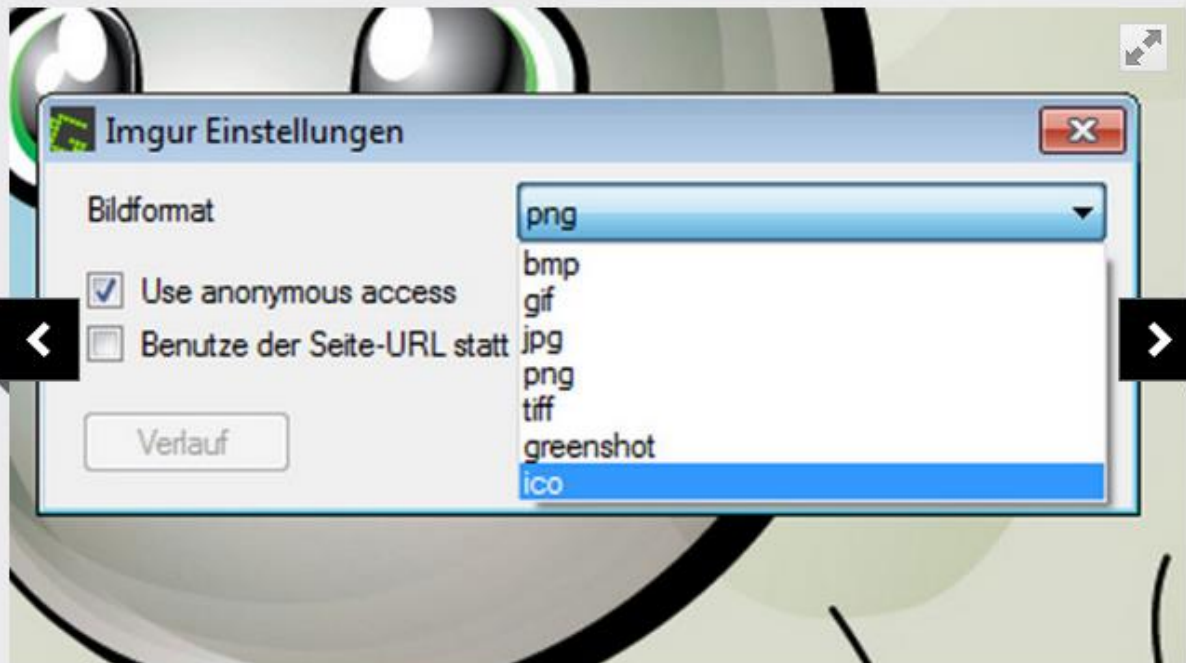 Imgur Einstellungen
Bildformat
png
bmp
gif
jpg
png
tiff
greenshot
ico
Use anonymous access
Benutze der Seite-URL statt
Verlauf